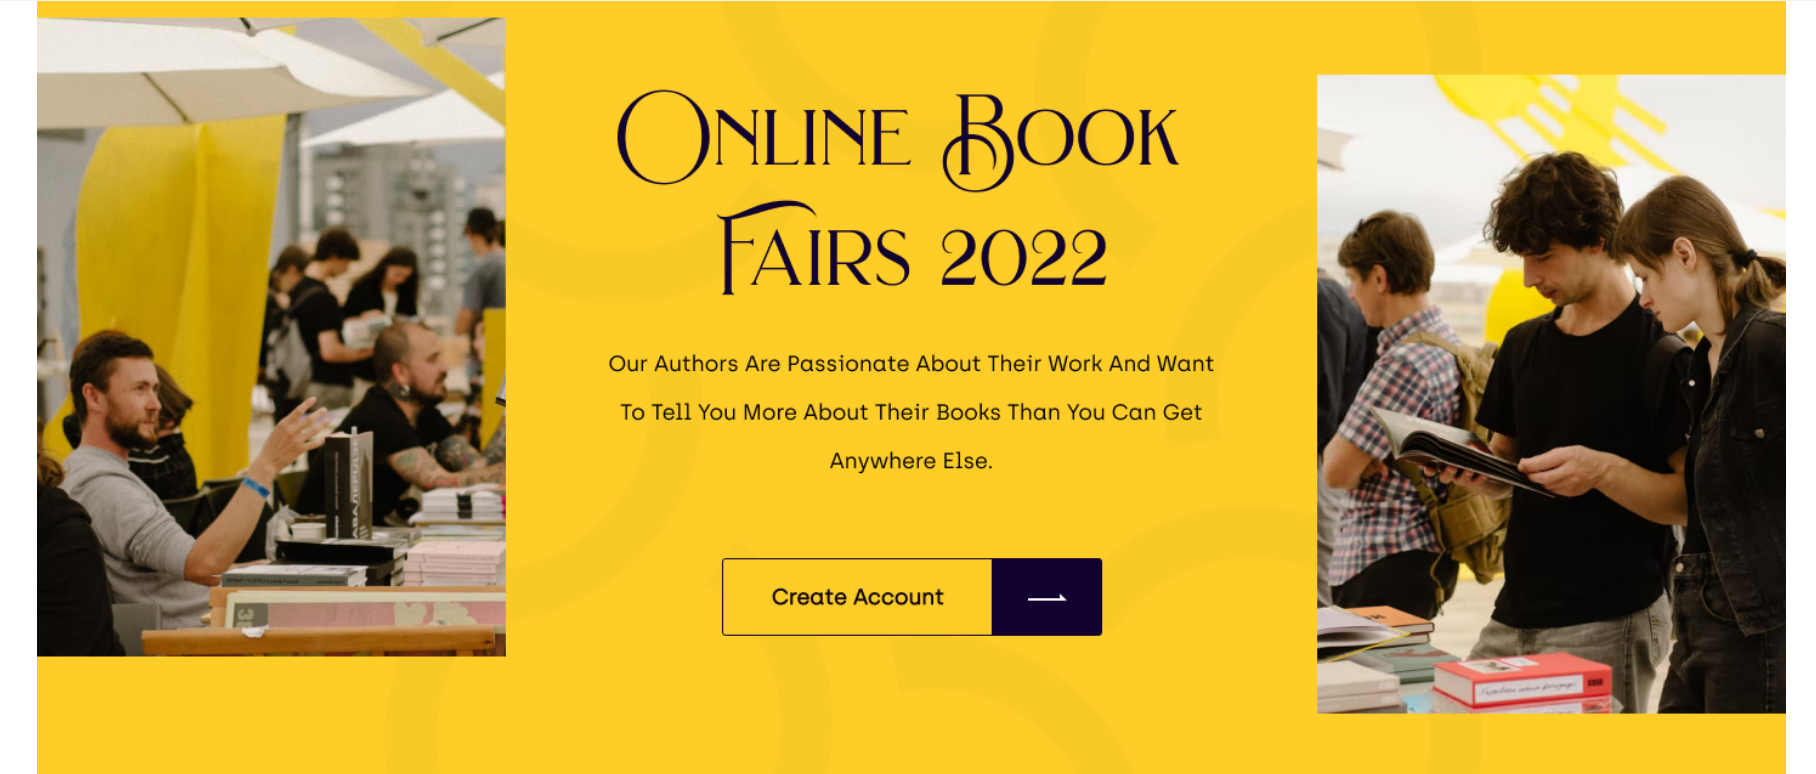 Online Book
Fairs 2022
Our Authors Are Passionate About Their Work And Want
To Tell You More About Their Books Than You Can Get
Anywhere Else.
Create Account